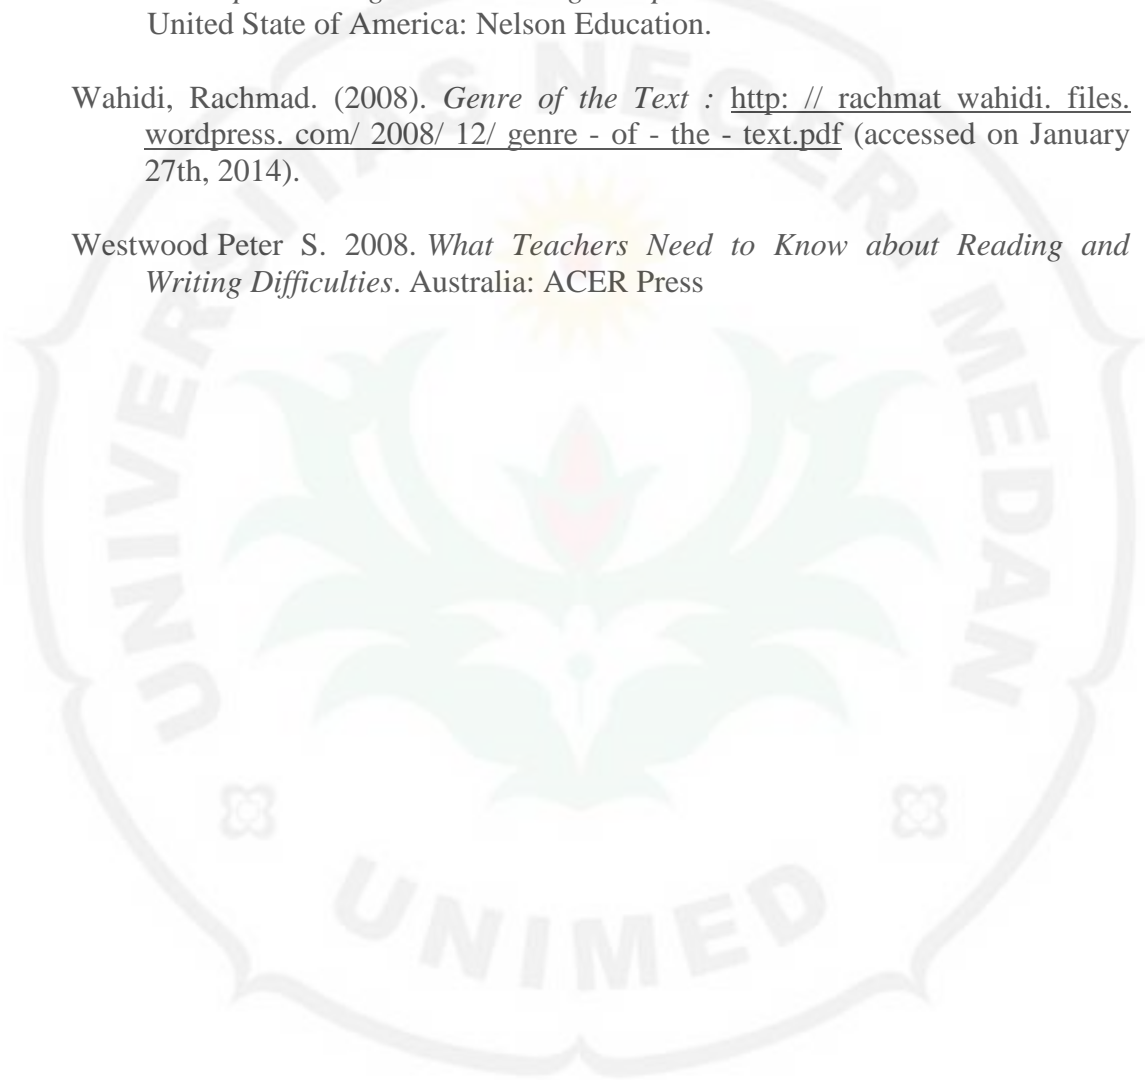 United State of America: Nelson Education.
Wahidi, Rachmad. (2008). Genre of the Text : http: // rachmat wahidi. files.
wordpress. com/ 2008/ 12/ genre - of - the - text.pdf (accessed on January
27th, 2014).
Westwood Peter S. 2008. What Teachers Need to Know about Reading and
Writing Difficulties. Australia: ACER Press
UNIVERSITAS NEGERI MEDAN
UNIMED